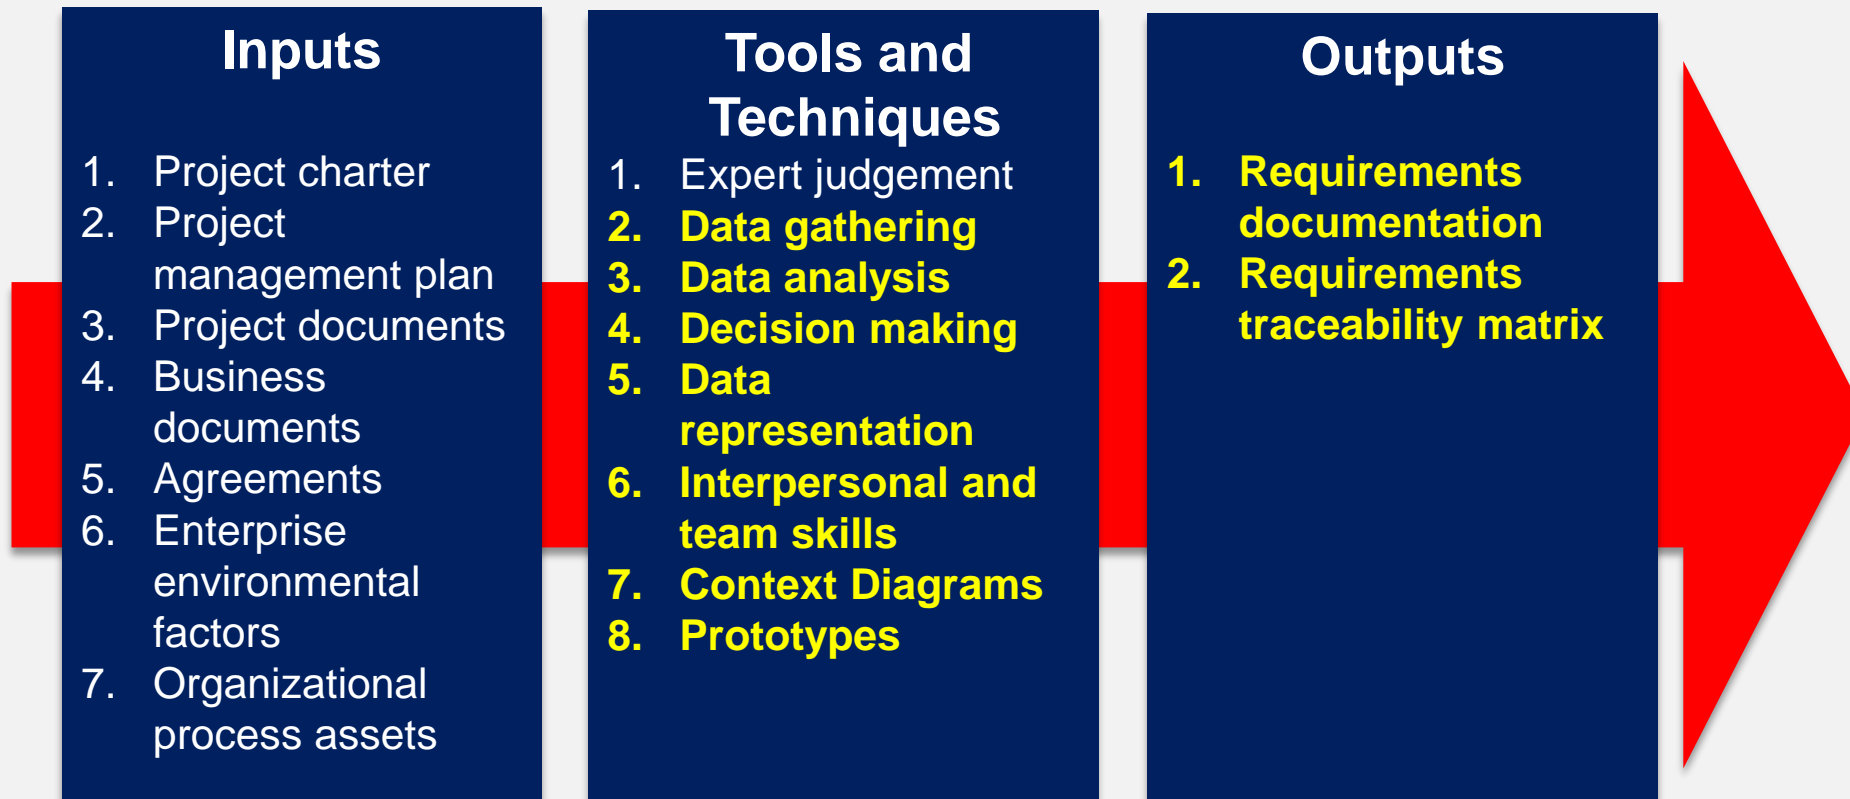 Inputs
1. Project charter
2. Project
management plan
3. Project documents
4. Business
documents
5. Agreements
6. Enterprise
environmental
factors
7. Organizational
process assets
Tools and
Techniques
1. Expert judgement
2. Data gathering
3. Data analysis
4. Decision making
5. Data
representation
6. Interpersonal and
team skills
7. Context Diagrams
8. Prototypes
Outputs
1. Requirements
documentation
2. Requirements
traceability matrix